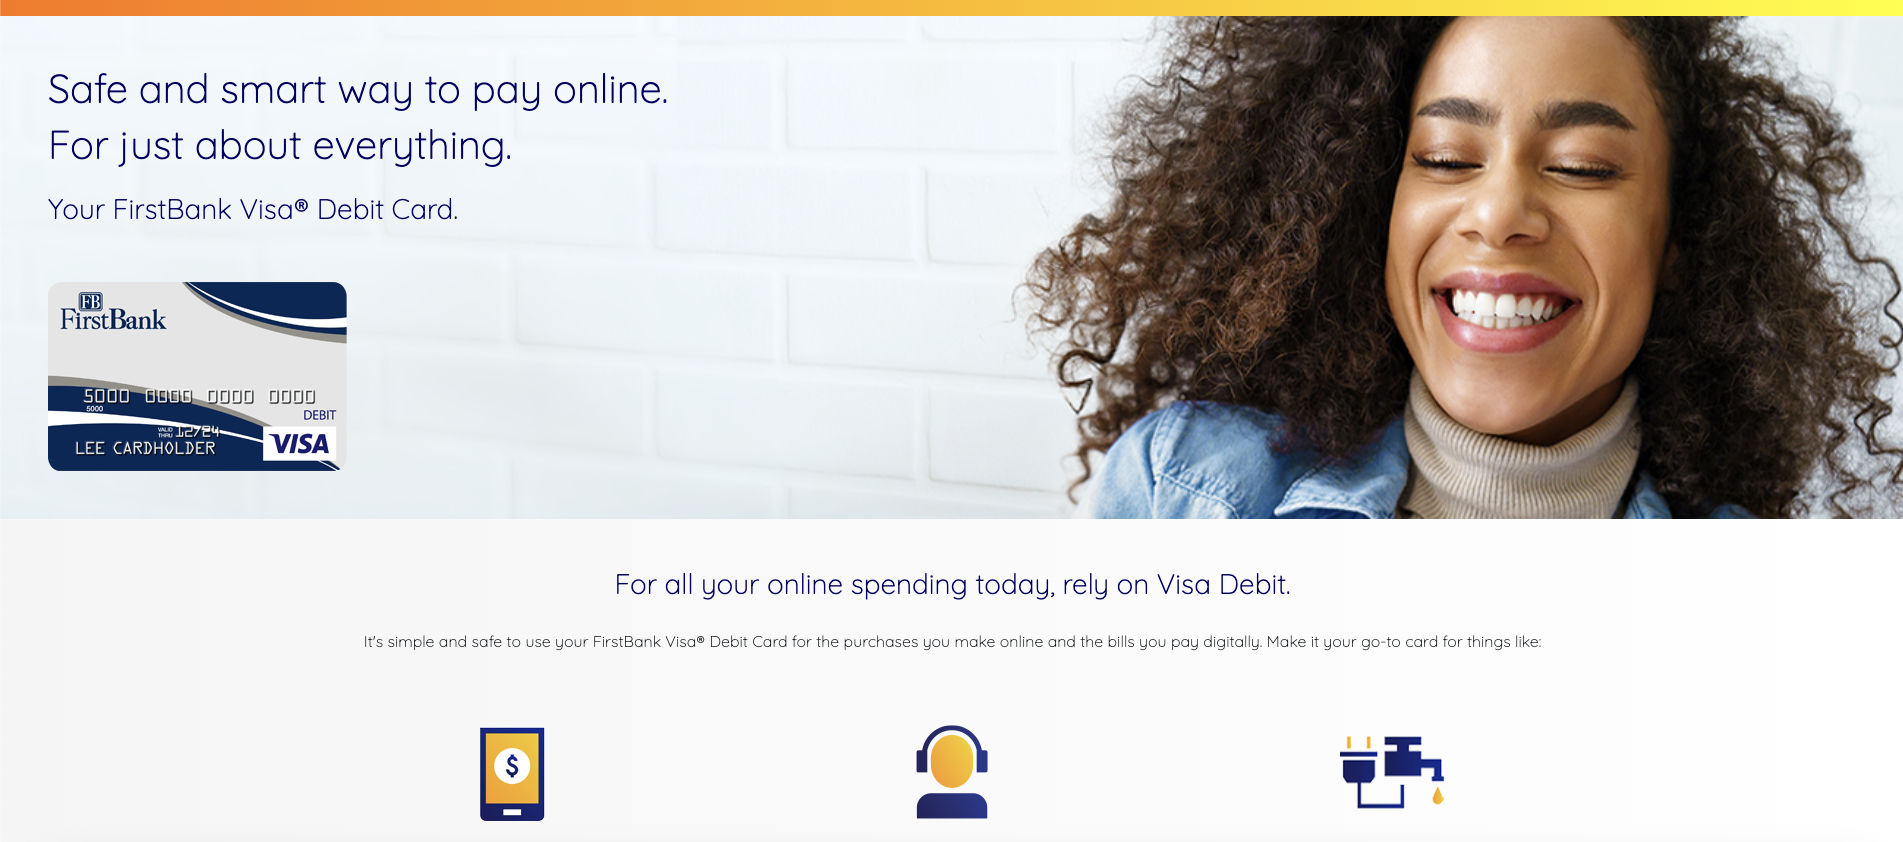 Safe and smart way to pay online.
For just about everything.
Your FirstBank Visa® Debit Card.
FB
FirstBank
5000 0000 0000 0000
5000
DEBIT
VALID THRU 12/24
LEE CARDHOLDER
VISA
For all your online spending today, rely on Visa Debit.
It's simple and safe to use your FirstBank Visa® Debit Card for the purchases you make online and the bills you pay digitally. Make it your go-to card for things like:
$